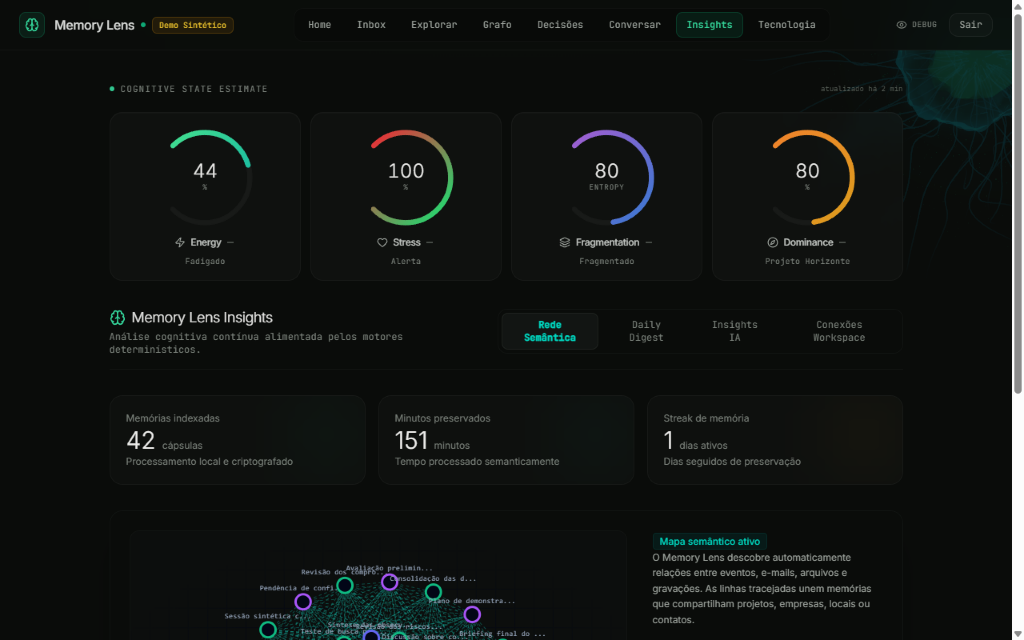 Memory Lens
Demo Sintético
Home
Inbox
Explorar
Grafo
Decisões
Conversar
Insights
Tecnologia
DEBUG
Sair
COGNITIVE STATE ESTIMATE
atualizado há 2 min
44
%
Energy —
Fadigado
100
%
Stress —
Alerta
80
ENTROPY
Fragmentation —
Fragmentado
80
%
Dominance —
Projeto Horizonte
Memory Lens Insights
Análise cognitiva contínua alimentada pelos motores
determinísticos.
Rede
Semântica
Daily
Digest
Insights
IA
Conexões
Workspace
Memórias indexadas
42 cápsulas
Processamento local e criptografado
Minutos preservados
151 minutos
Tempo processado semanticamente
Streak de memória
1 dias ativos
Dias seguidos de preservação
Avaliação prelimin...
Revisão dos compro...
Consolidação das d...
Pendência de confi...
Plano de demonstra...
Sessão sintética c...
Teste de busca
Briefing Final do ...
Mapa semântico ativo
O Memory Lens descobre automaticamente
relações entre eventos, e-mails, arquivos e
gravações. As linhas tracejadas unem memórias
que compartilham projetos, empresas, locais ou
contatos.